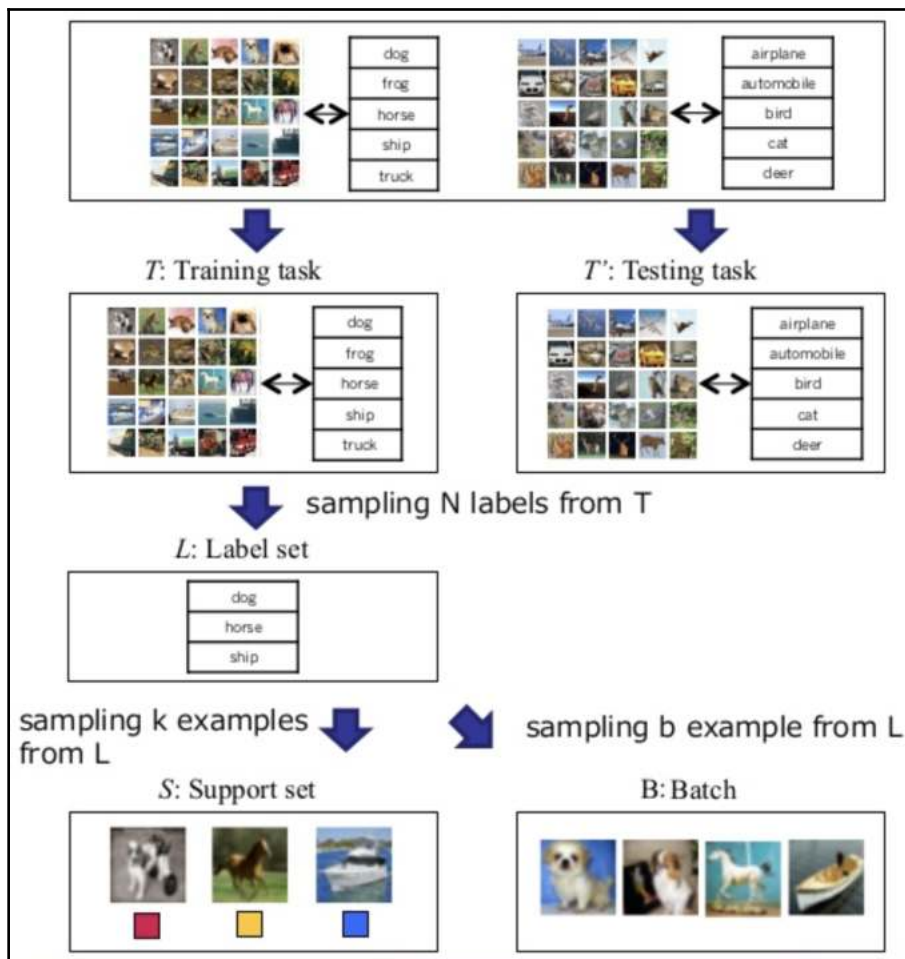 dog
frog
horse
ship
truck
airplane
automobile
bird
cat
deer
T: Training task
T’: Testing task
dog
frog
horse
ship
truck
airplane
automobile
bird
cat
deer
sampling N labels from T
L: Label set
dog
horse
ship
sampling k examples
from L
sampling b example from L
S: Support set
B: Batch